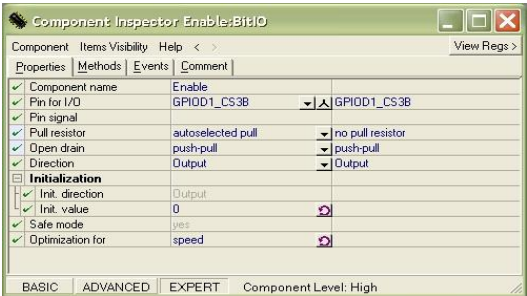 Component Inspector Enable:BitIO
Component Items Visibility Help < > View Regs >
Properties Methods Events Comment
Component name Enable
Pin for I/O GPIOD1_CS3B GPIOD1_CS3B
Pin signal
Pull resistor autoselected pull no pull resistor
Open drain push-pull push-pull
Direction Output Output
Initialization
Init. direction Output
Init. value 0
Safe mode yes
Optimization for speed
BASIC ADVANCED EXPERT Component Level: High